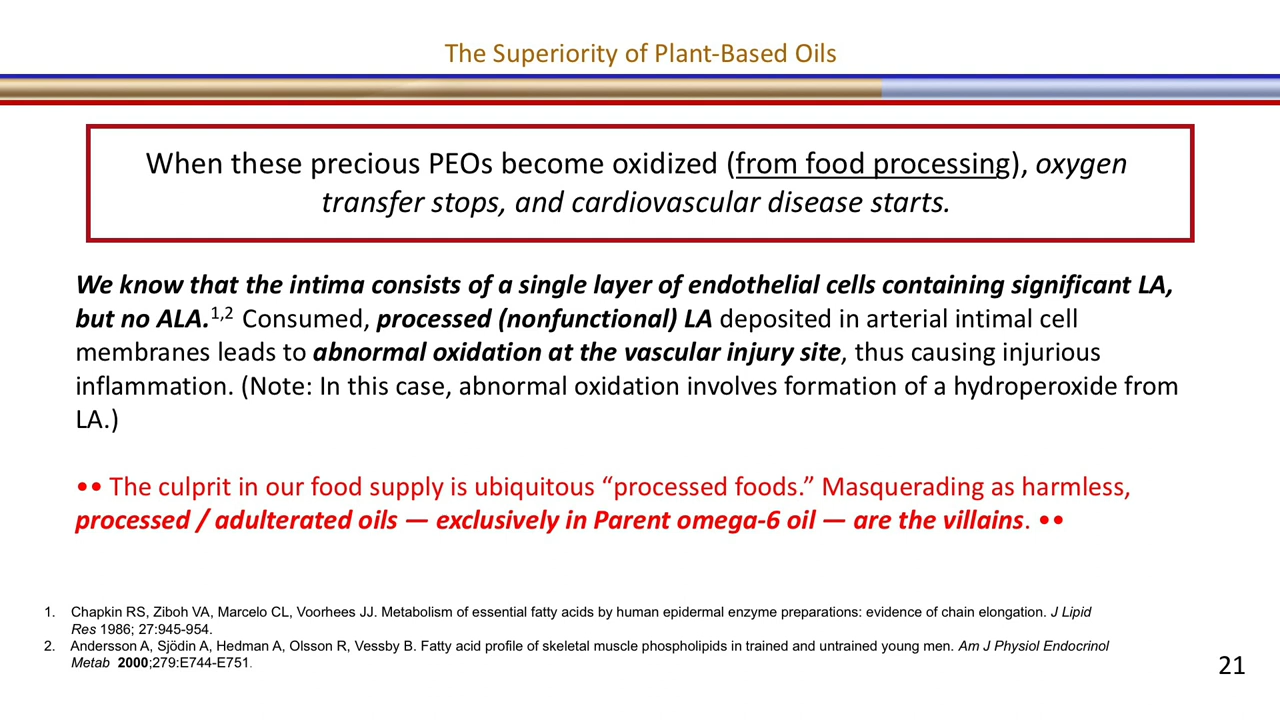 The Superiority of Plant-Based Oils
When these precious PEOs become oxidized (from food processing), oxygen
transfer stops, and cardiovascular disease starts.
We know that the intima consists of a single layer of endothelial cells containing significant LA,
but no ALA.1,2 Consumed, processed (nonfunctional) LA deposited in arterial intimal cell
membranes leads to abnormal oxidation at the vascular injury site, thus causing injurious
inflammation. (Note: In this case, abnormal oxidation involves formation of a hydroperoxide from
LA.)
•• The culprit in our food supply is ubiquitous “processed foods.” Masquerading as harmless,
processed / adulterated oils — exclusively in Parent omega-6 oil — are the villains. ••
1. Chapkin RS, Ziboh VA, Marcelo CL, Voorhees JJ. Metabolism of essential fatty acids by human epidermal enzyme preparations: evidence of chain elongation. J Lipid
Res 1986; 27:945-954.
2. Andersson A, Sjödin A, Hedman A, Olsson R, Vessby B. Fatty acid profile of skeletal muscle phospholipids in trained and untrained young men. Am J Physiol Endocrinol
Metab 2000;279:E744-E751.
21